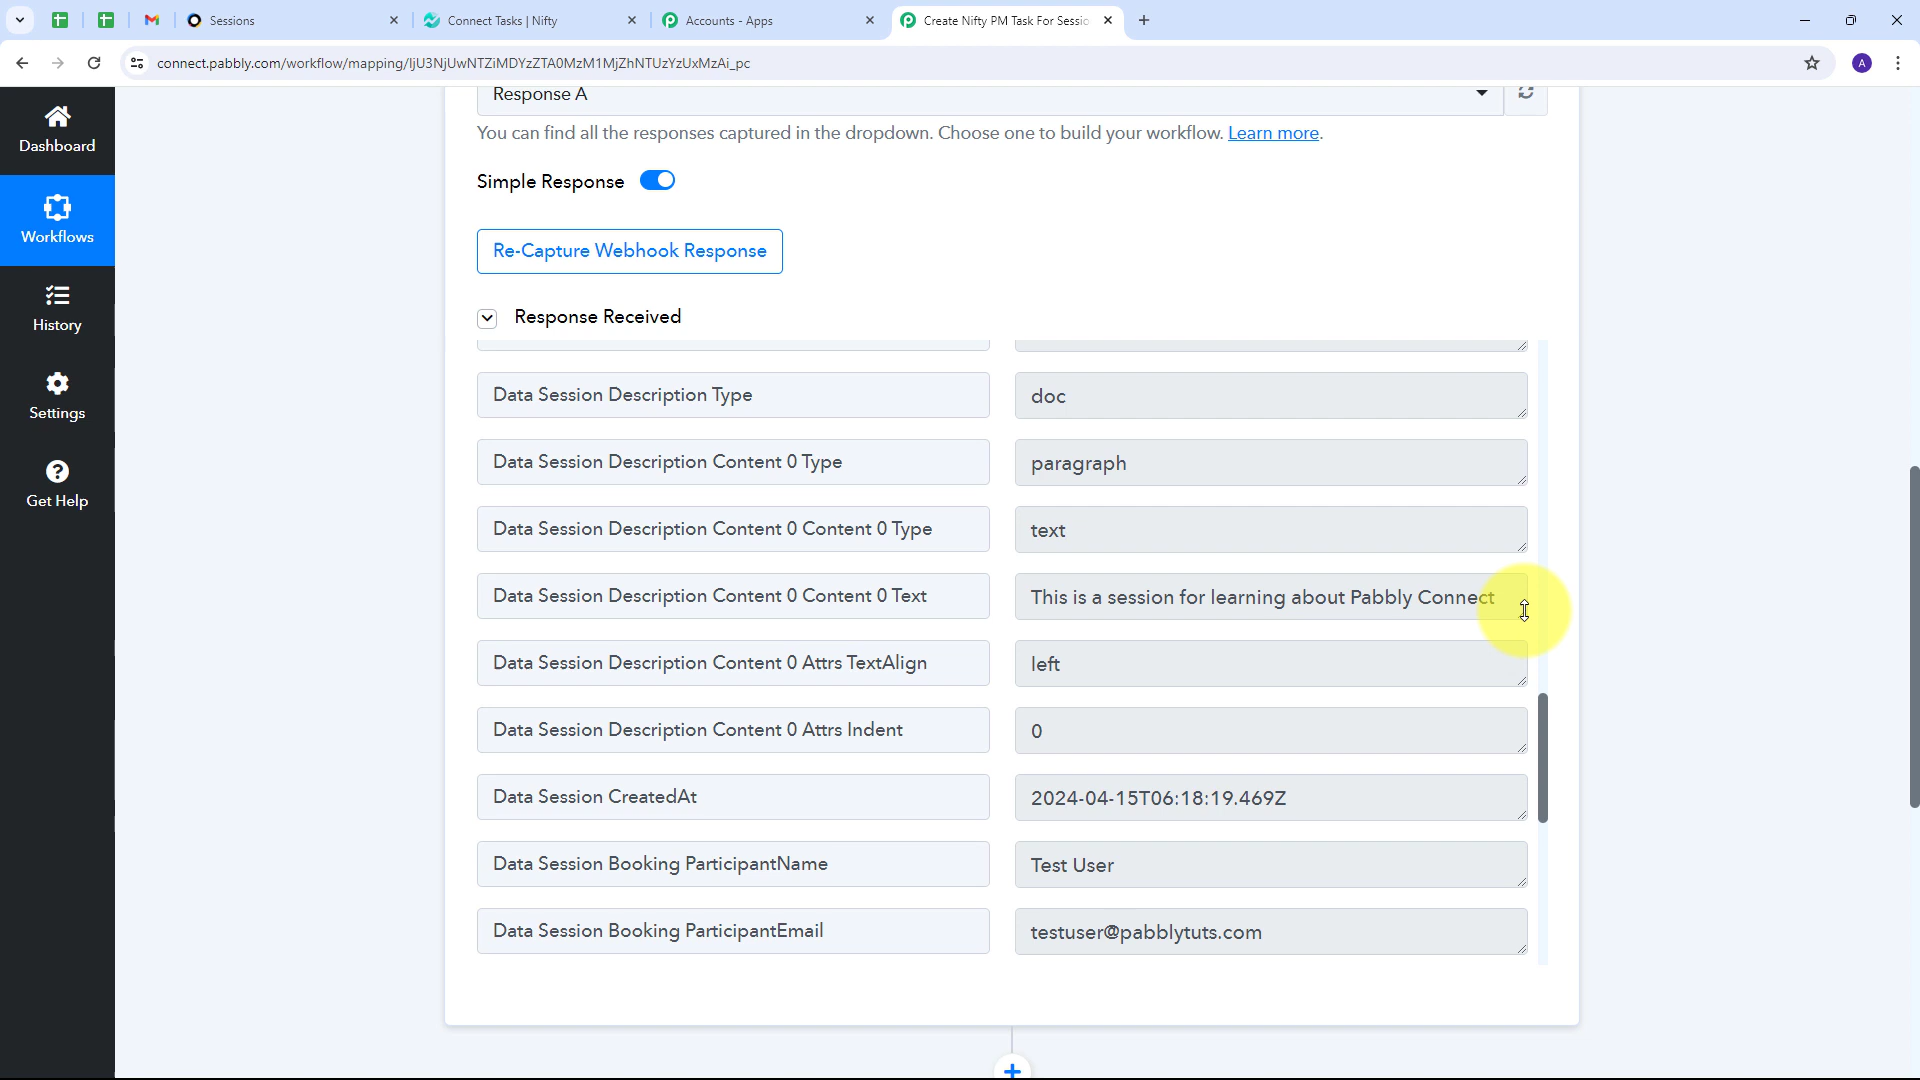 Sessions
Connect Tasks | Nifty
Accounts - Apps
Create Nifty PM Task For Sessio
connect.pabbly.com/workflow/mapping/IjU3NjUwNTZiMDYzZTA0MzM1MjZhNTUzYzUxMzAi_pc
A
Dashboard
Workflows
History
Settings
Get Help
Response A
You can find all the responses captured in the dropdown. Choose one to build your workflow. Learn more.
Simple Response
Re-Capture Webhook Response
Response Received
Data Session Description Type
doc
Data Session Description Content 0 Type
paragraph
Data Session Description Content 0 Content 0 Type
text
Data Session Description Content 0 Content 0 Text
This is a session for learning about Pabbly Connect
Data Session Description Content 0 Attrs TextAlign
left
Data Session Description Content 0 Attrs Indent
0
Data Session CreatedAt
2024-04-15T06:18:19.469Z
Data Session Booking ParticipantName
Test User
Data Session Booking ParticipantEmail
testuser@pabblytuts.com